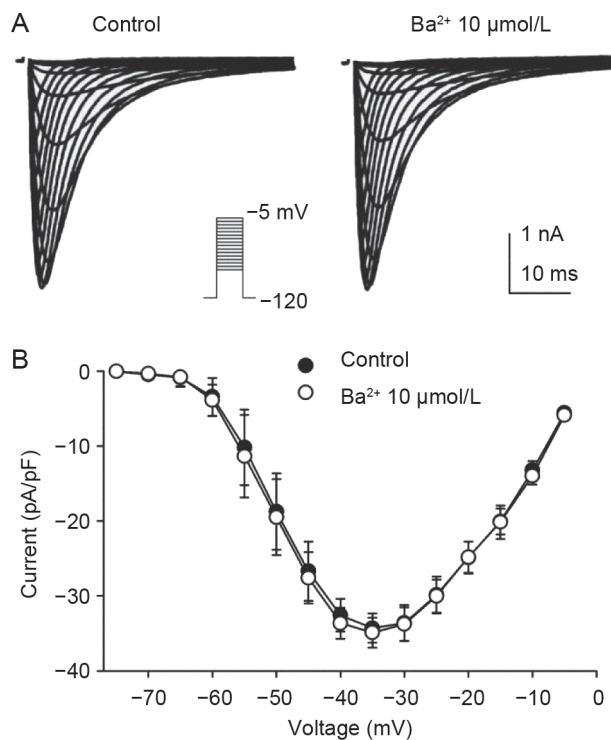 A
Control
Ba²⁺ 10 μmol/L
−5 mV
−120
1 nA
10 ms
B
Control
Ba²⁺ 10 μmol/L
Current (pA/pF)
0
−10
−20
−30
−40
−70 −60 −50 −40 −30 −20 −10 0
Voltage (mV)